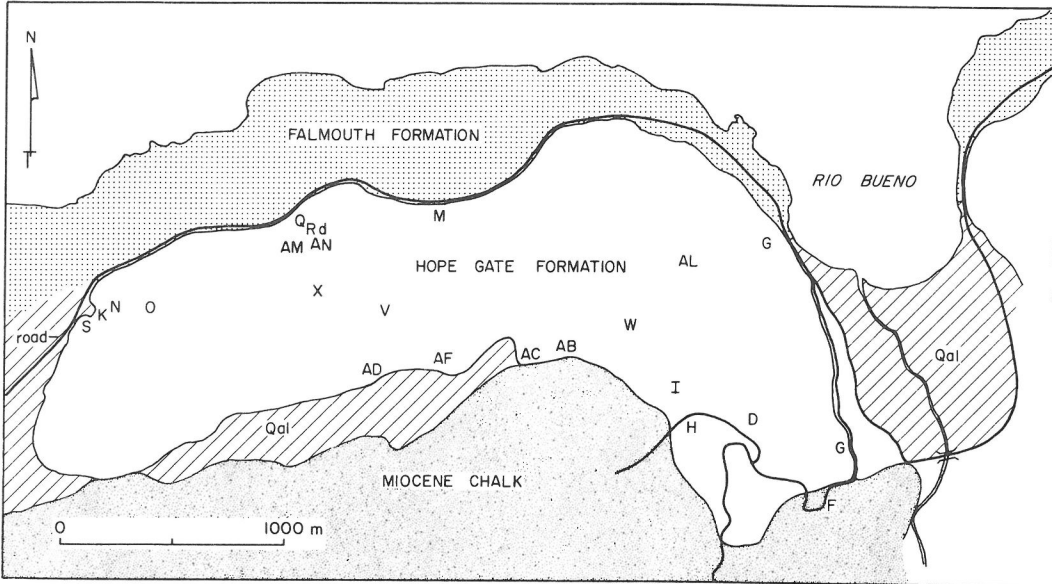 N
FALMOUTH FORMATION
RIO BUENO
Q
Rd
M
AM AN
G
HOPE GATE FORMATION
AL
X
S K N O
V
W
road
Qal
AD AF AC AB
I
H D
Qal
G
MIOCENE CHALK
F
0 1000 m